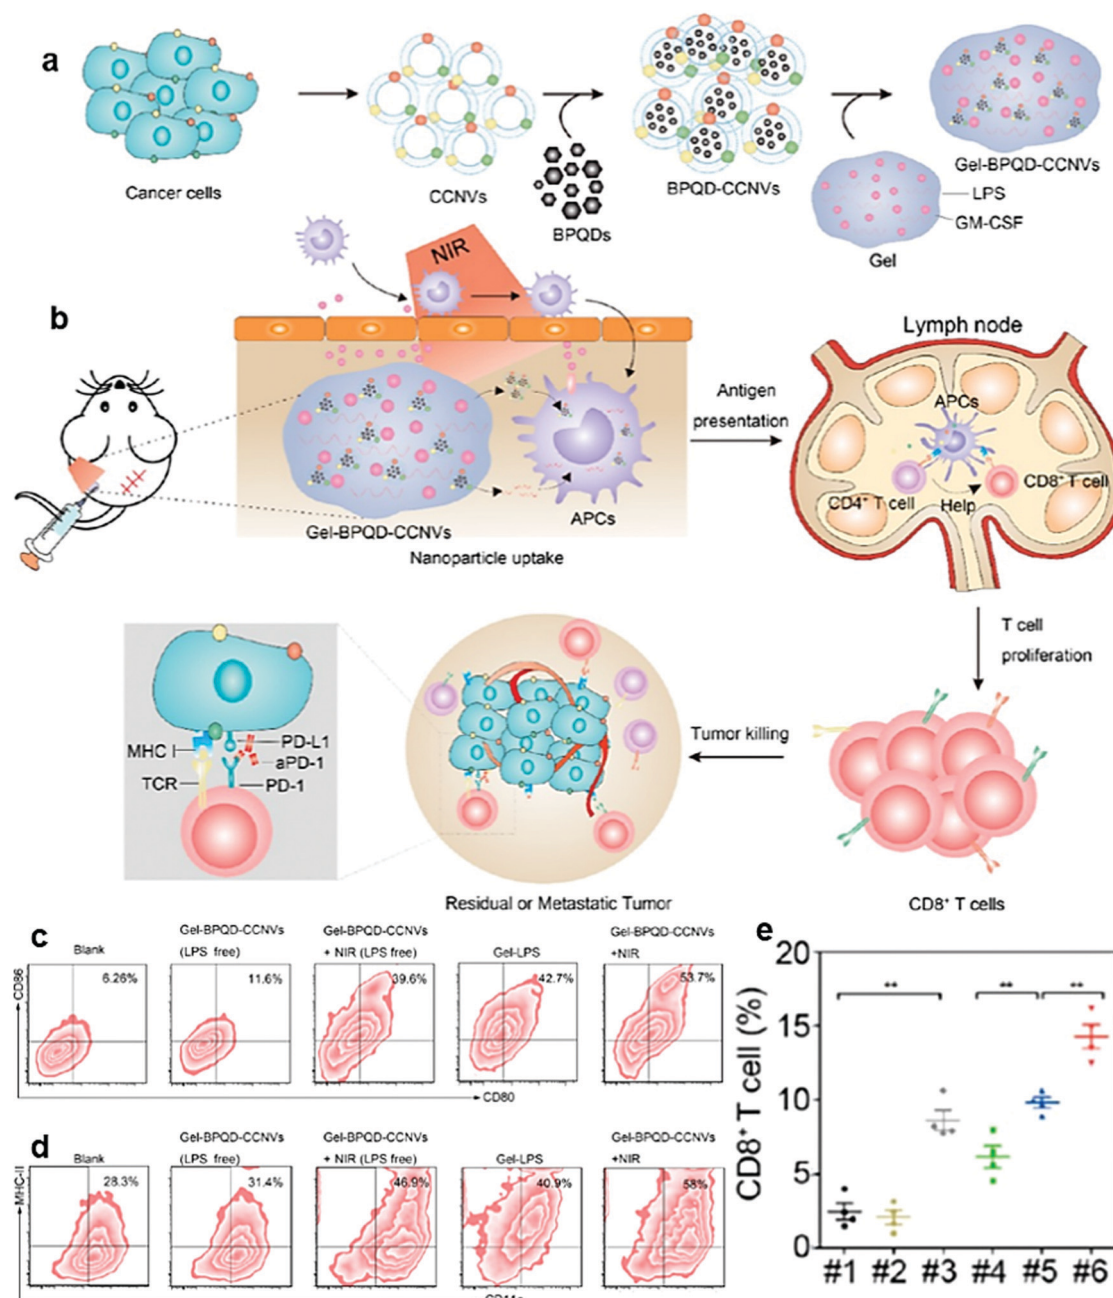 a
Cancer cells
CCNVs
BPQDs
BPQD-CCNVs
Gel-BPQD-CCNVs
LPS
GM-CSF
Gel
b
NIR
Gel-BPQD-CCNVs
APCs
Nanoparticle uptake
Antigen
presentation
Lymph node
APCs
CD4⁺ T cell
Help
CD8⁺ T cell
T cell
proliferation
CD8⁺ T cells
Tumor killing
Residual or Metastatic Tumor
MHC I
TCR
PD-L1
aPD-1
PD-1
c
CD86
Blank
6.26%
Gel-BPQD-CCNVs
(LPS free)
11.6%
Gel-BPQD-CCNVs
+ NIR (LPS free)
39.6%
Gel-LPS
42.7%
Gel-BPQD-CCNVs
+NIR
53.7%
CD80
d
MHC-II
Blank
28.3%
Gel-BPQD-CCNVs
(LPS free)
31.4%
Gel-BPQD-CCNVs
+ NIR (LPS free)
46.9%
Gel-LPS
40.9%
Gel-BPQD-CCNVs
+NIR
58%
e
CD8⁺ T cell (%)
20
15
10
5
0
** ** **
#1 #2 #3 #4 #5 #6